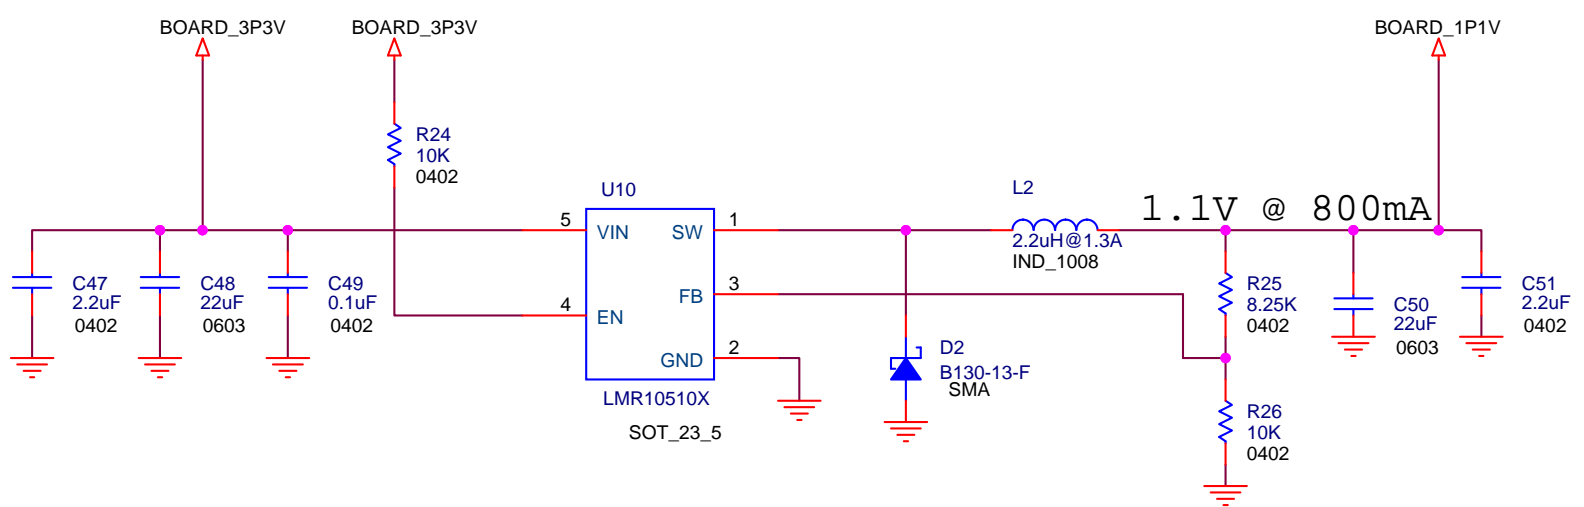 BOARD_3P3V
BOARD_3P3V
BOARD_1P1V
R24
10K
0402
U10
L2
1.1V @ 800mA
5
VIN
SW
1
2.2uH@1.3A
IND_1008
C47
2.2uF
0402
C48
22uF
0603
C49
0.1uF
0402
4
EN
FB
3
R25
8.25K
0402
C50
22uF
0603
C51
2.2uF
0402
GND
2
D2
B130-13-F
SMA
LMR10510X
SOT_23_5
R26
10K
0402